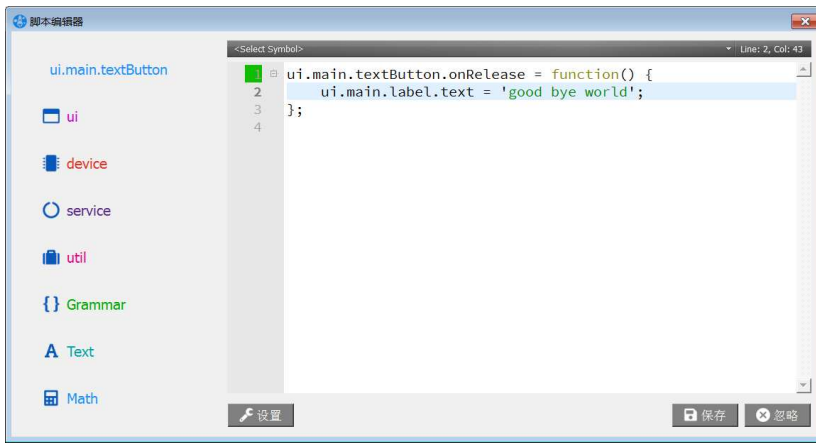 脚本编辑器
<Select Symbol>
Line: 2, Col: 43
ui.main.textButton
ui
device
service
util
{ } Grammar
A Text
Math
1 ui.main.textButton.onRelease = function() {
2 ui.main.label.text = 'good bye world';
3 };
4
设置
保存
忽略